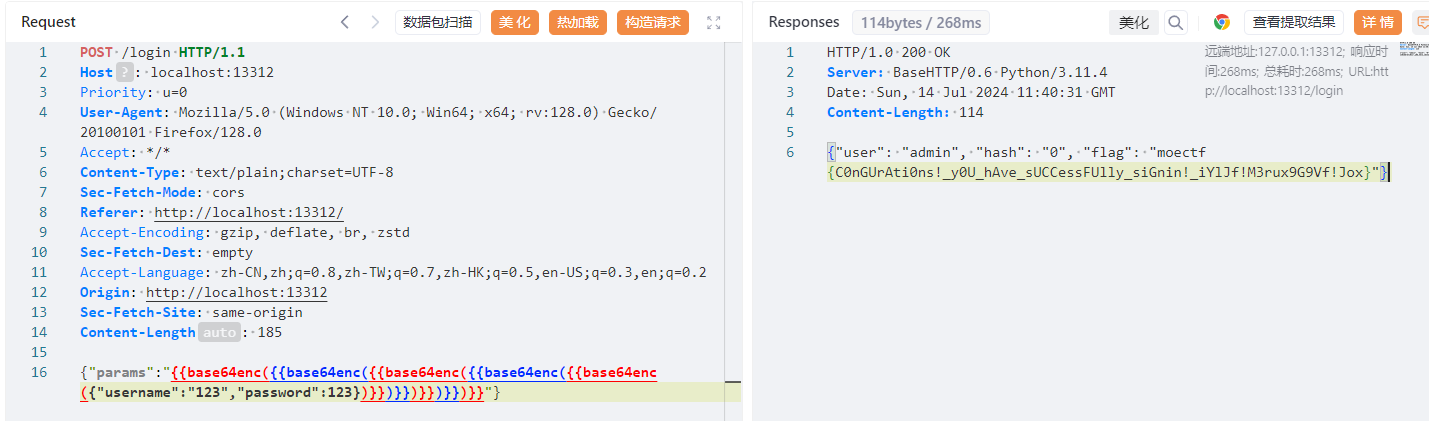 Request
数据包扫描
美化
热加载
构造请求
1 POST /login HTTP/1.1
2 Host ? : localhost:13312
3 Priority: u=0
4 User-Agent: Mozilla/5.0 (Windows NT 10.0; Win64; x64; rv:128.0) Gecko/
20100101 Firefox/128.0
5 Accept: */*
6 Content-Type: text/plain;charset=UTF-8
7 Sec-Fetch-Mode: cors
8 Referer: http://localhost:13312/
9 Accept-Encoding: gzip, deflate, br, zstd
10 Sec-Fetch-Dest: empty
11 Accept-Language: zh-CN,zh;q=0.8,zh-TW;q=0.7,zh-HK;q=0.5,en-US;q=0.3,en;q=0.2
12 Origin: http://localhost:13312
13 Sec-Fetch-Site: same-origin
14 Content-Length auto : 185
15
16 {"params":"{{base64enc({{base64enc({{base64enc({{base64enc({{base64enc
({"username":"123","password":123})}})}})}})}})}}"}
Responses
114bytes / 268ms
美化
查看提取结果
详情
1 HTTP/1.0 200 OK
2 Server: BaseHTTP/0.6 Python/3.11.4
3 Date: Sun, 14 Jul 2024 11:40:31 GMT
4 Content-Length: 114
5
6 {"user": "admin", "hash": "0", "flag": "moectf
{C0nGUrAti0ns!_y0U_hAve_sUCCessFUlly_siGnin!_iYlJf!M3rux9G9Vf!Jox}"}
远端地址:127.0.0.1:13312; 响应时
间:268ms; 总耗时:268ms; URL:htt
p://localhost:13312/login